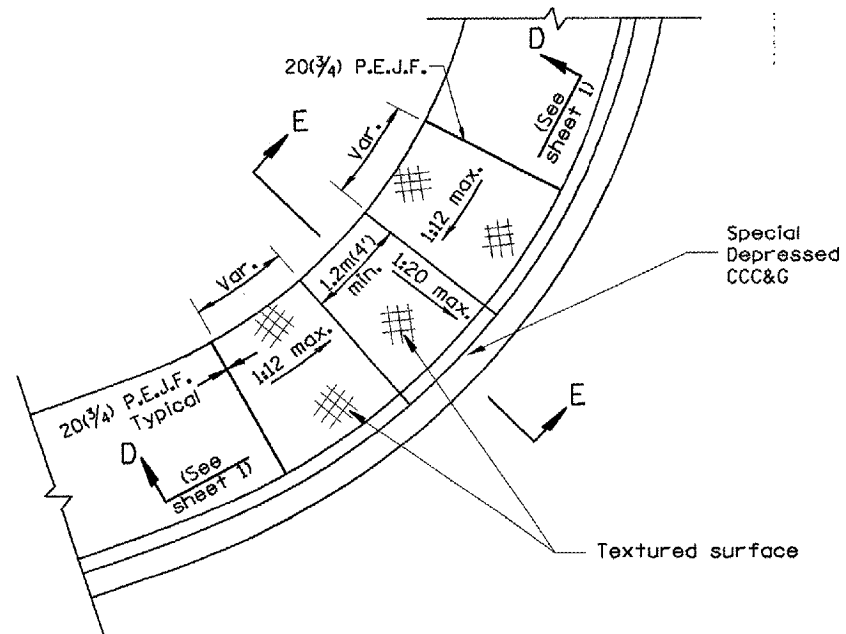 D
20(3/4) P.E.J.F.
(See
sheet 1)
E
Var.
1:12 max.
Special
Depressed
CCC&G
1.2m(4')
min.
1:20 max.
Var.
1:12 max.
20(3/4) P.E.J.F.
Typical
E
D
(See
sheet 1)
Textured surface